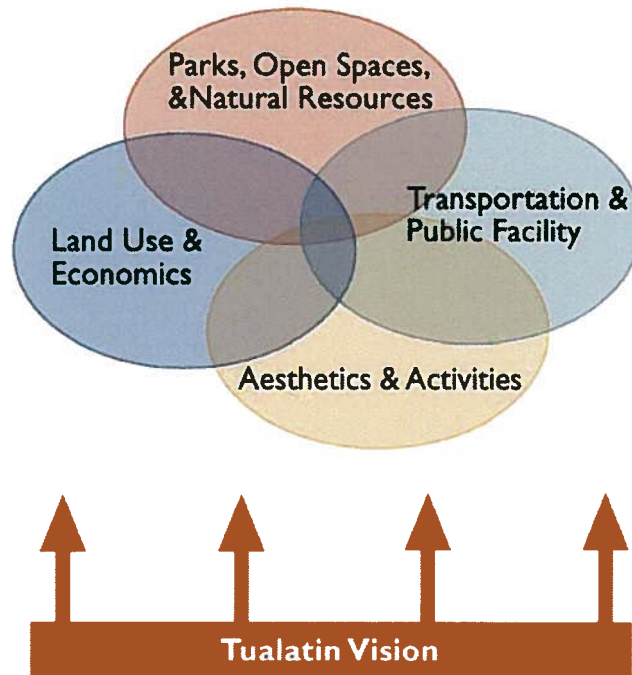 Parks, Open Spaces,
&Natural Resources
Transportation &
Public Facility
Land Use &
Economics
Aesthetics & Activities
Tualatin Vision